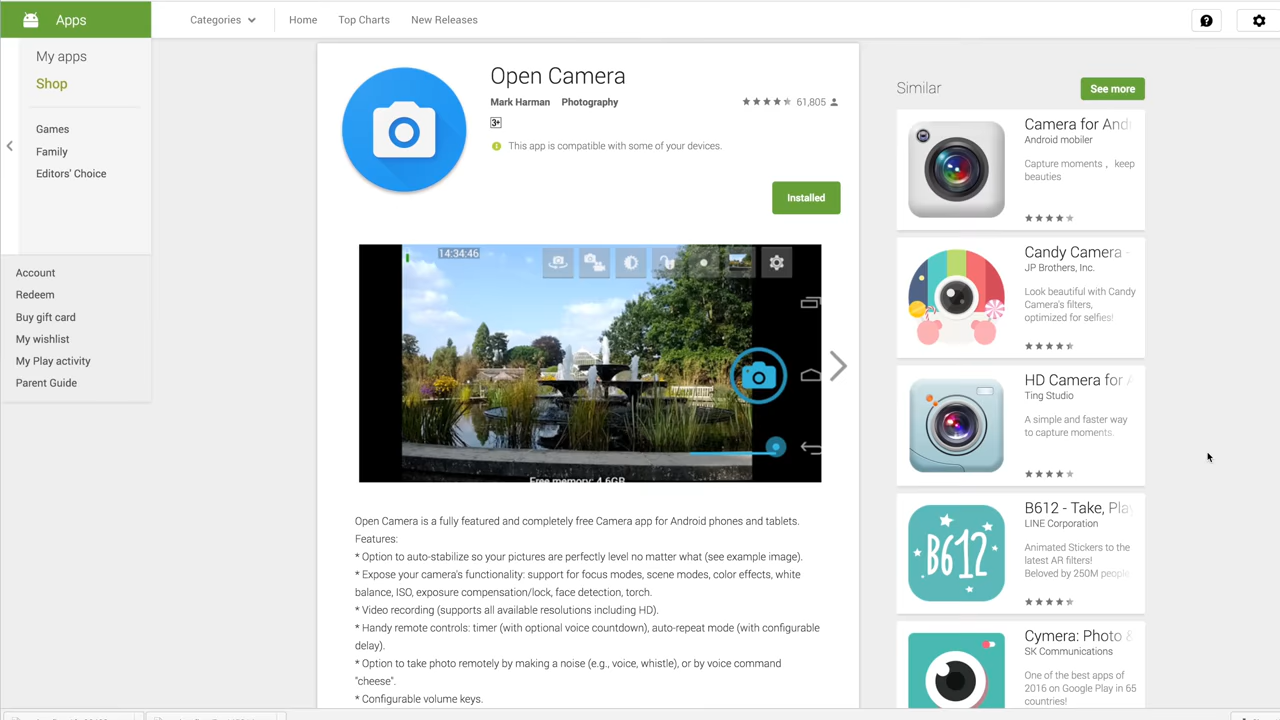 Apps
Categories
Home
Top Charts
New Releases
My apps
Shop
Games
Family
Editors' Choice
Account
Redeem
Buy gift card
My wishlist
My Play activity
Parent Guide
Open Camera
Mark Harman Photography
61,805
3+
This app is compatible with some of your devices.
Installed
14:34:46
Free memory: 4.6GB
Open Camera is a fully featured and completely free Camera app for Android phones and tablets.
Features:
* Option to auto-stabilize so your pictures are perfectly level no matter what (see example image).
* Expose your camera's functionality: support for focus modes, scene modes, color effects, white
balance, ISO, exposure compensation/lock, face detection, torch.
* Video recording (supports all available resolutions including HD).
* Handy remote controls: timer (with optional voice countdown), auto-repeat mode (with configurable
delay).
* Option to take photo remotely by making a noise (e.g., voice, whistle), or by voice command
"cheese".
* Configurable volume keys.
Similar
See more
Camera for And
Android mobiler
Capture moments , keep
beauties
Candy Camera -
JP Brothers, Inc.
Look beautiful with Candy
Camera's filters,
optimized for selfies!
HD Camera for A
Ting Studio
A simple and faster way
to capture moments.
B612
B612 - Take, Play
LINE Corporation
Animated Stickers to the
latest AR filters!
Beloved by 250M people
Cymera: Photo &
SK Communications
One of the best apps of
2016 on Google Play in 65
countries!